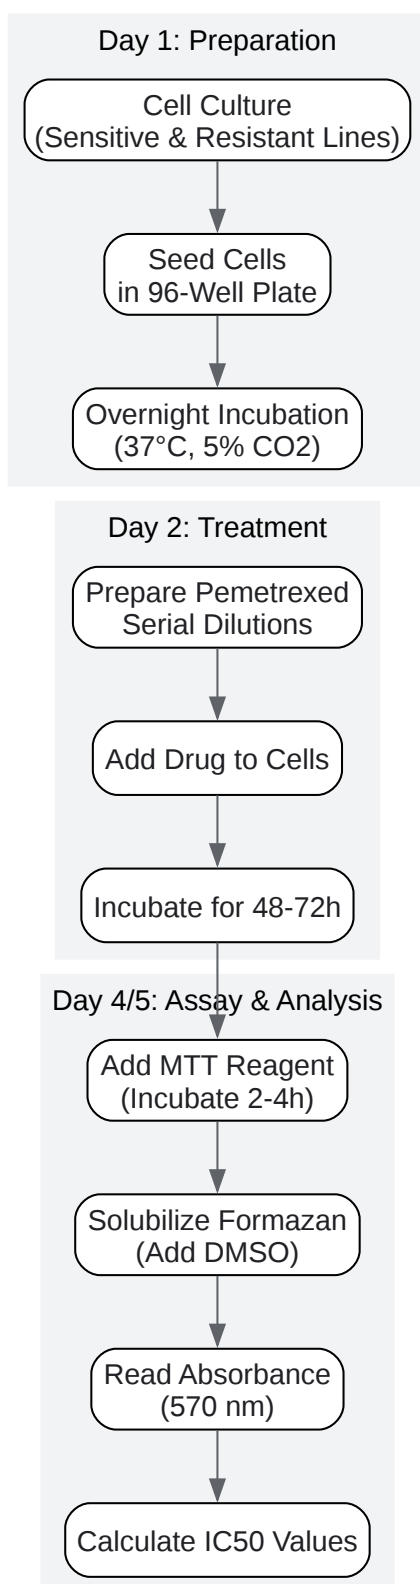 Day 1: Preparation
Cell Culture
(Sensitive & Resistant Lines)
Seed Cells
in 96-Well Plate
Overnight Incubation
(37°C, 5% CO2)
Day 2: Treatment
Prepare Pemetrexed
Serial Dilutions
Add Drug to Cells
Incubate for 48-72h
Day 4/5: Assay & Analysis
Add MTT Reagent
(Incubate 2-4h)
Solubilize Formazan
(Add DMSO)
Read Absorbance
(570 nm)
Calculate IC50 Values